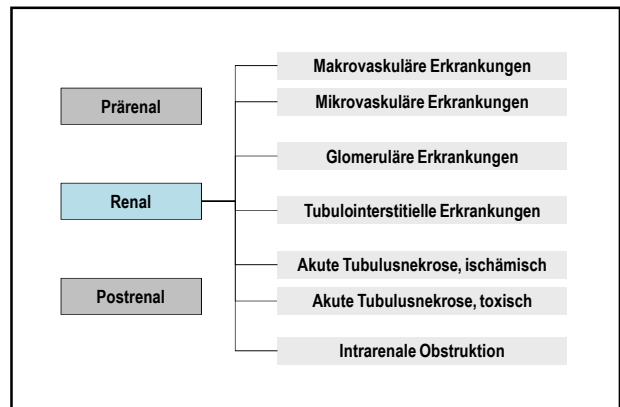 Prärenal
Renal
Postrenal
Makrovaskuläre Erkrankungen
Mikrovaskuläre Erkrankungen
Glomeruläre Erkrankungen
Tubulointerstitielle Erkrankungen
Akute Tubulusnekrose, ischämisch
Akute Tubulusnekrose, toxisch
Intrarenale Obstruktion